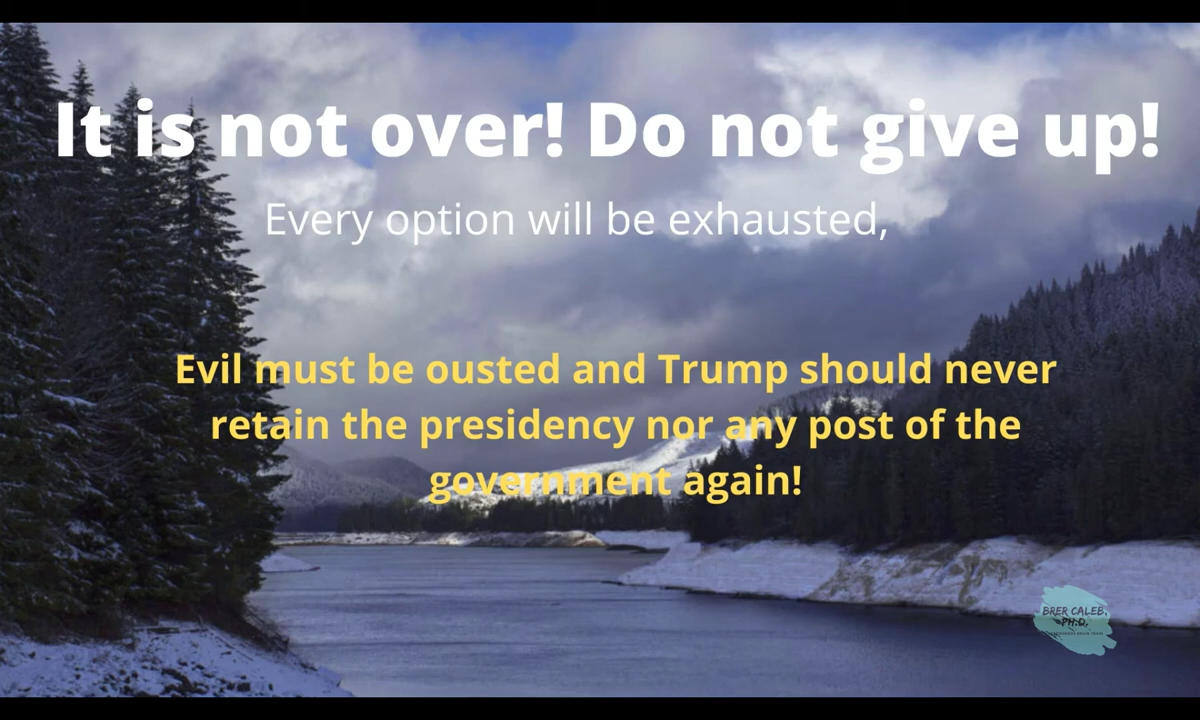 It is not over! Do not give up!
Every option will be exhausted,
Evil must be ousted and Trump should never
retain the presidency nor any post of the
government again!
BRER CALEB,
PH.D.